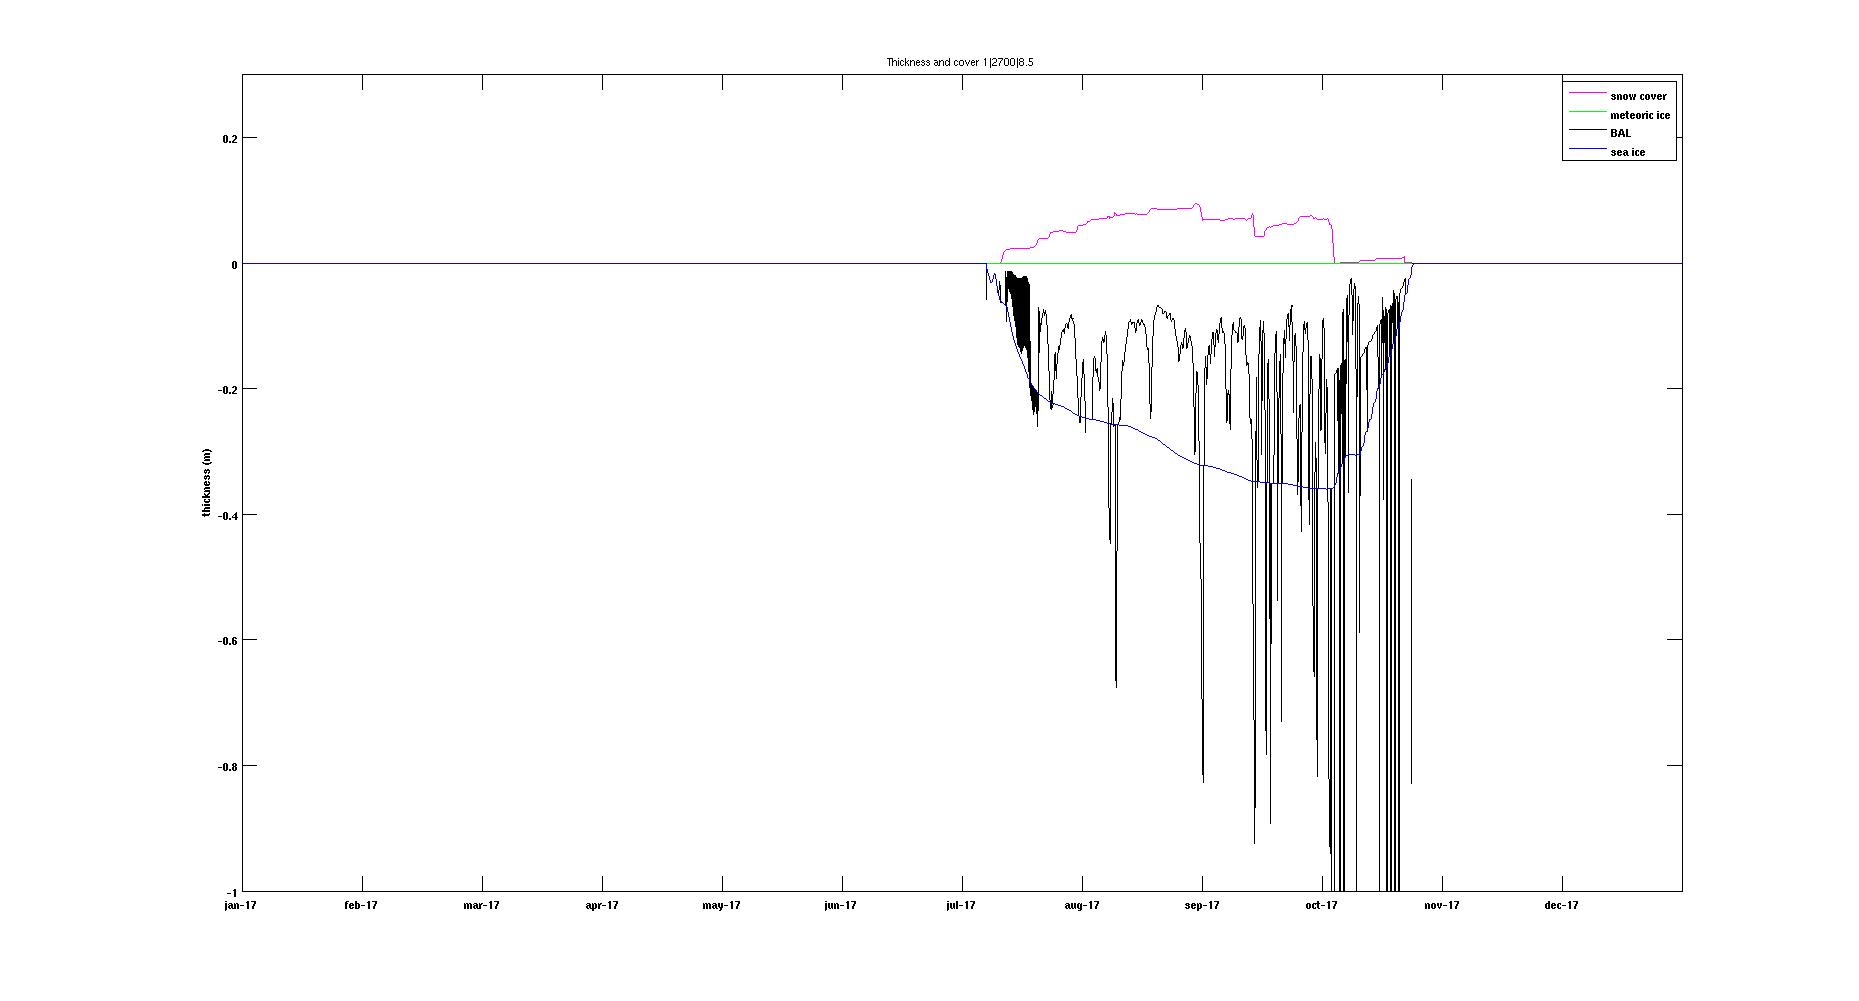 Thickness and cover 1|2700|8.5
snow cover
meteoric ice
BAL
sea ice
0.2
0
-0.2
-0.4
-0.6
-0.8
-1
thickness (m)
jan-17 feb-17 mar-17 apr-17 may-17 jun-17 jul-17 aug-17 sep-17 oct-17 nov-17 dec-17